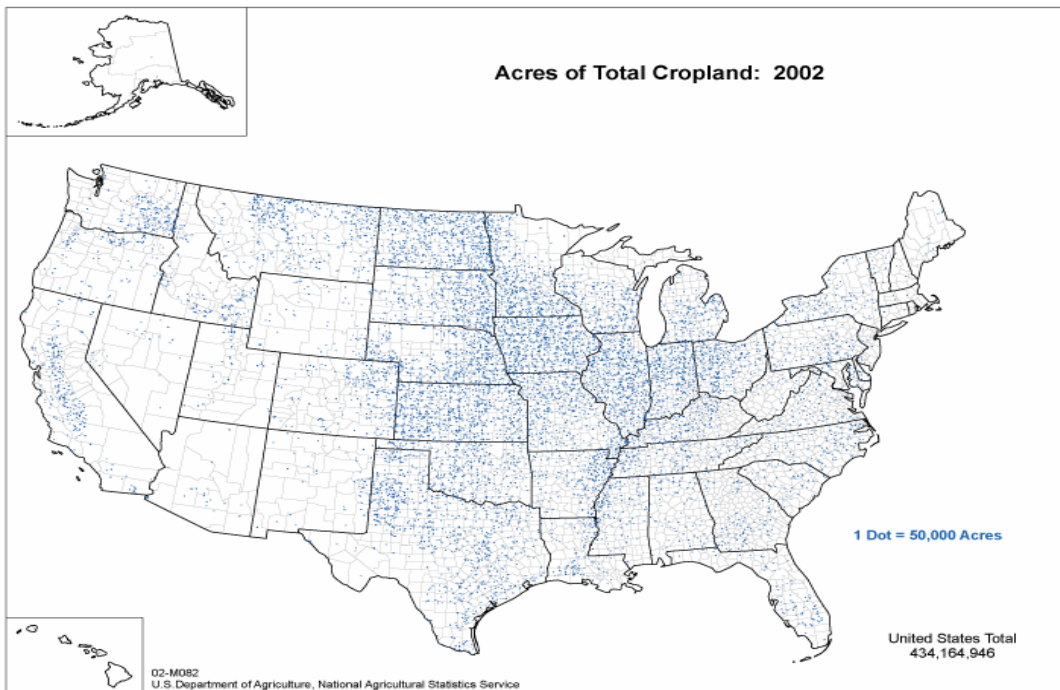 Acres of Total Cropland: 2002
1 Dot = 50,000 Acres
United States Total
434,164,946
02-M082
U.S.Department of Agriculture, National Agricultural Statistics Service